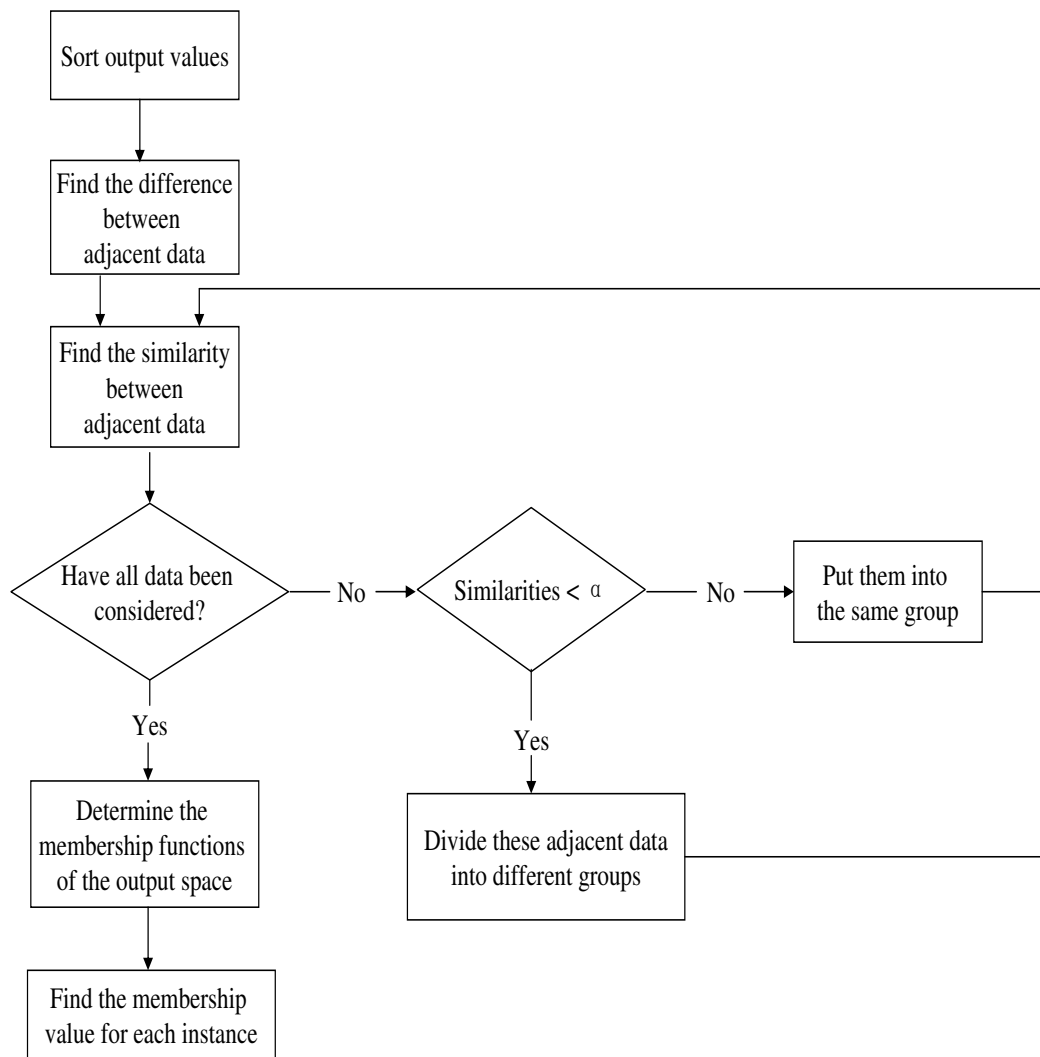 Sort output values
Find the difference
between
adjacent data
Find the similarity
between
adjacent data
Have all data been
considered?
No
Similarities < α
No
Put them into
the same group
Yes
Yes
Determine the
membership functions
of the output space
Divide these adjacent data
into different groups
Find the membership
value for each instance